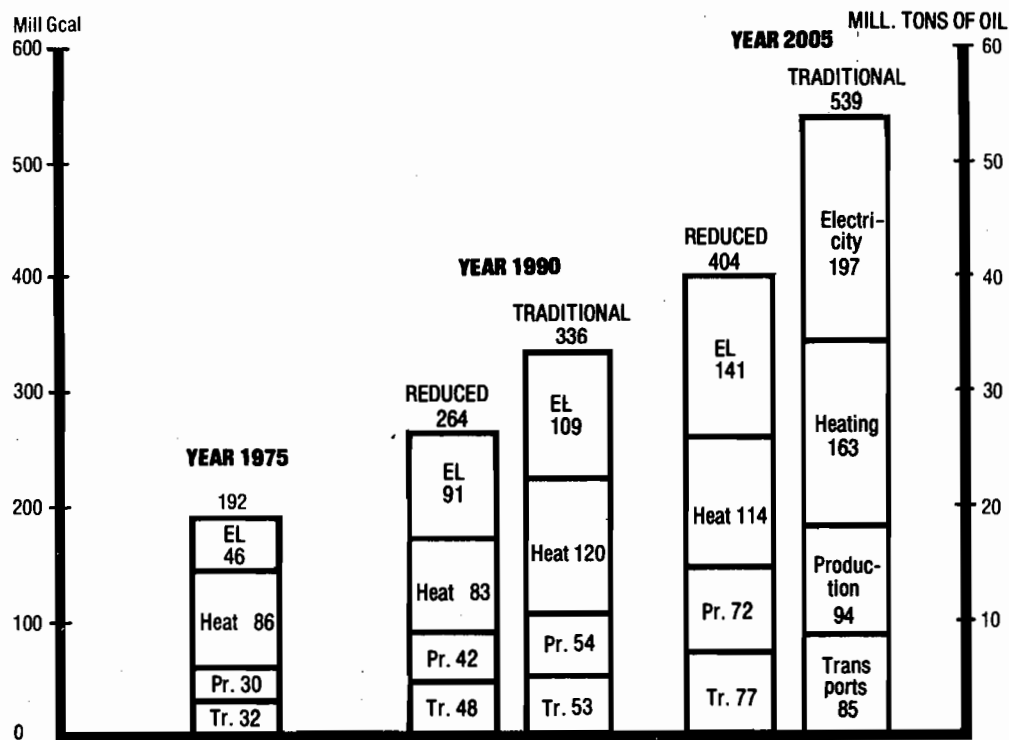 Mill Gcal
MILL. TONS OF OIL
600
500
400
300
200
100
0
YEAR 1975
192
EL
46
Heat 86
Pr. 30
Tr. 32
YEAR 1990
REDUCED
264
EL
91
Heat 83
Pr. 42
Tr. 48
TRADITIONAL
336
EL
109
Heat 120
Pr. 54
Tr. 53
YEAR 2005
REDUCED
404
EL
141
Heat 114
Pr. 72
Tr. 77
TRADITIONAL
539
Electri-
city
197
Heating
163
Produc-
tion
94
Trans
ports
85
60
50
40
30
20
10